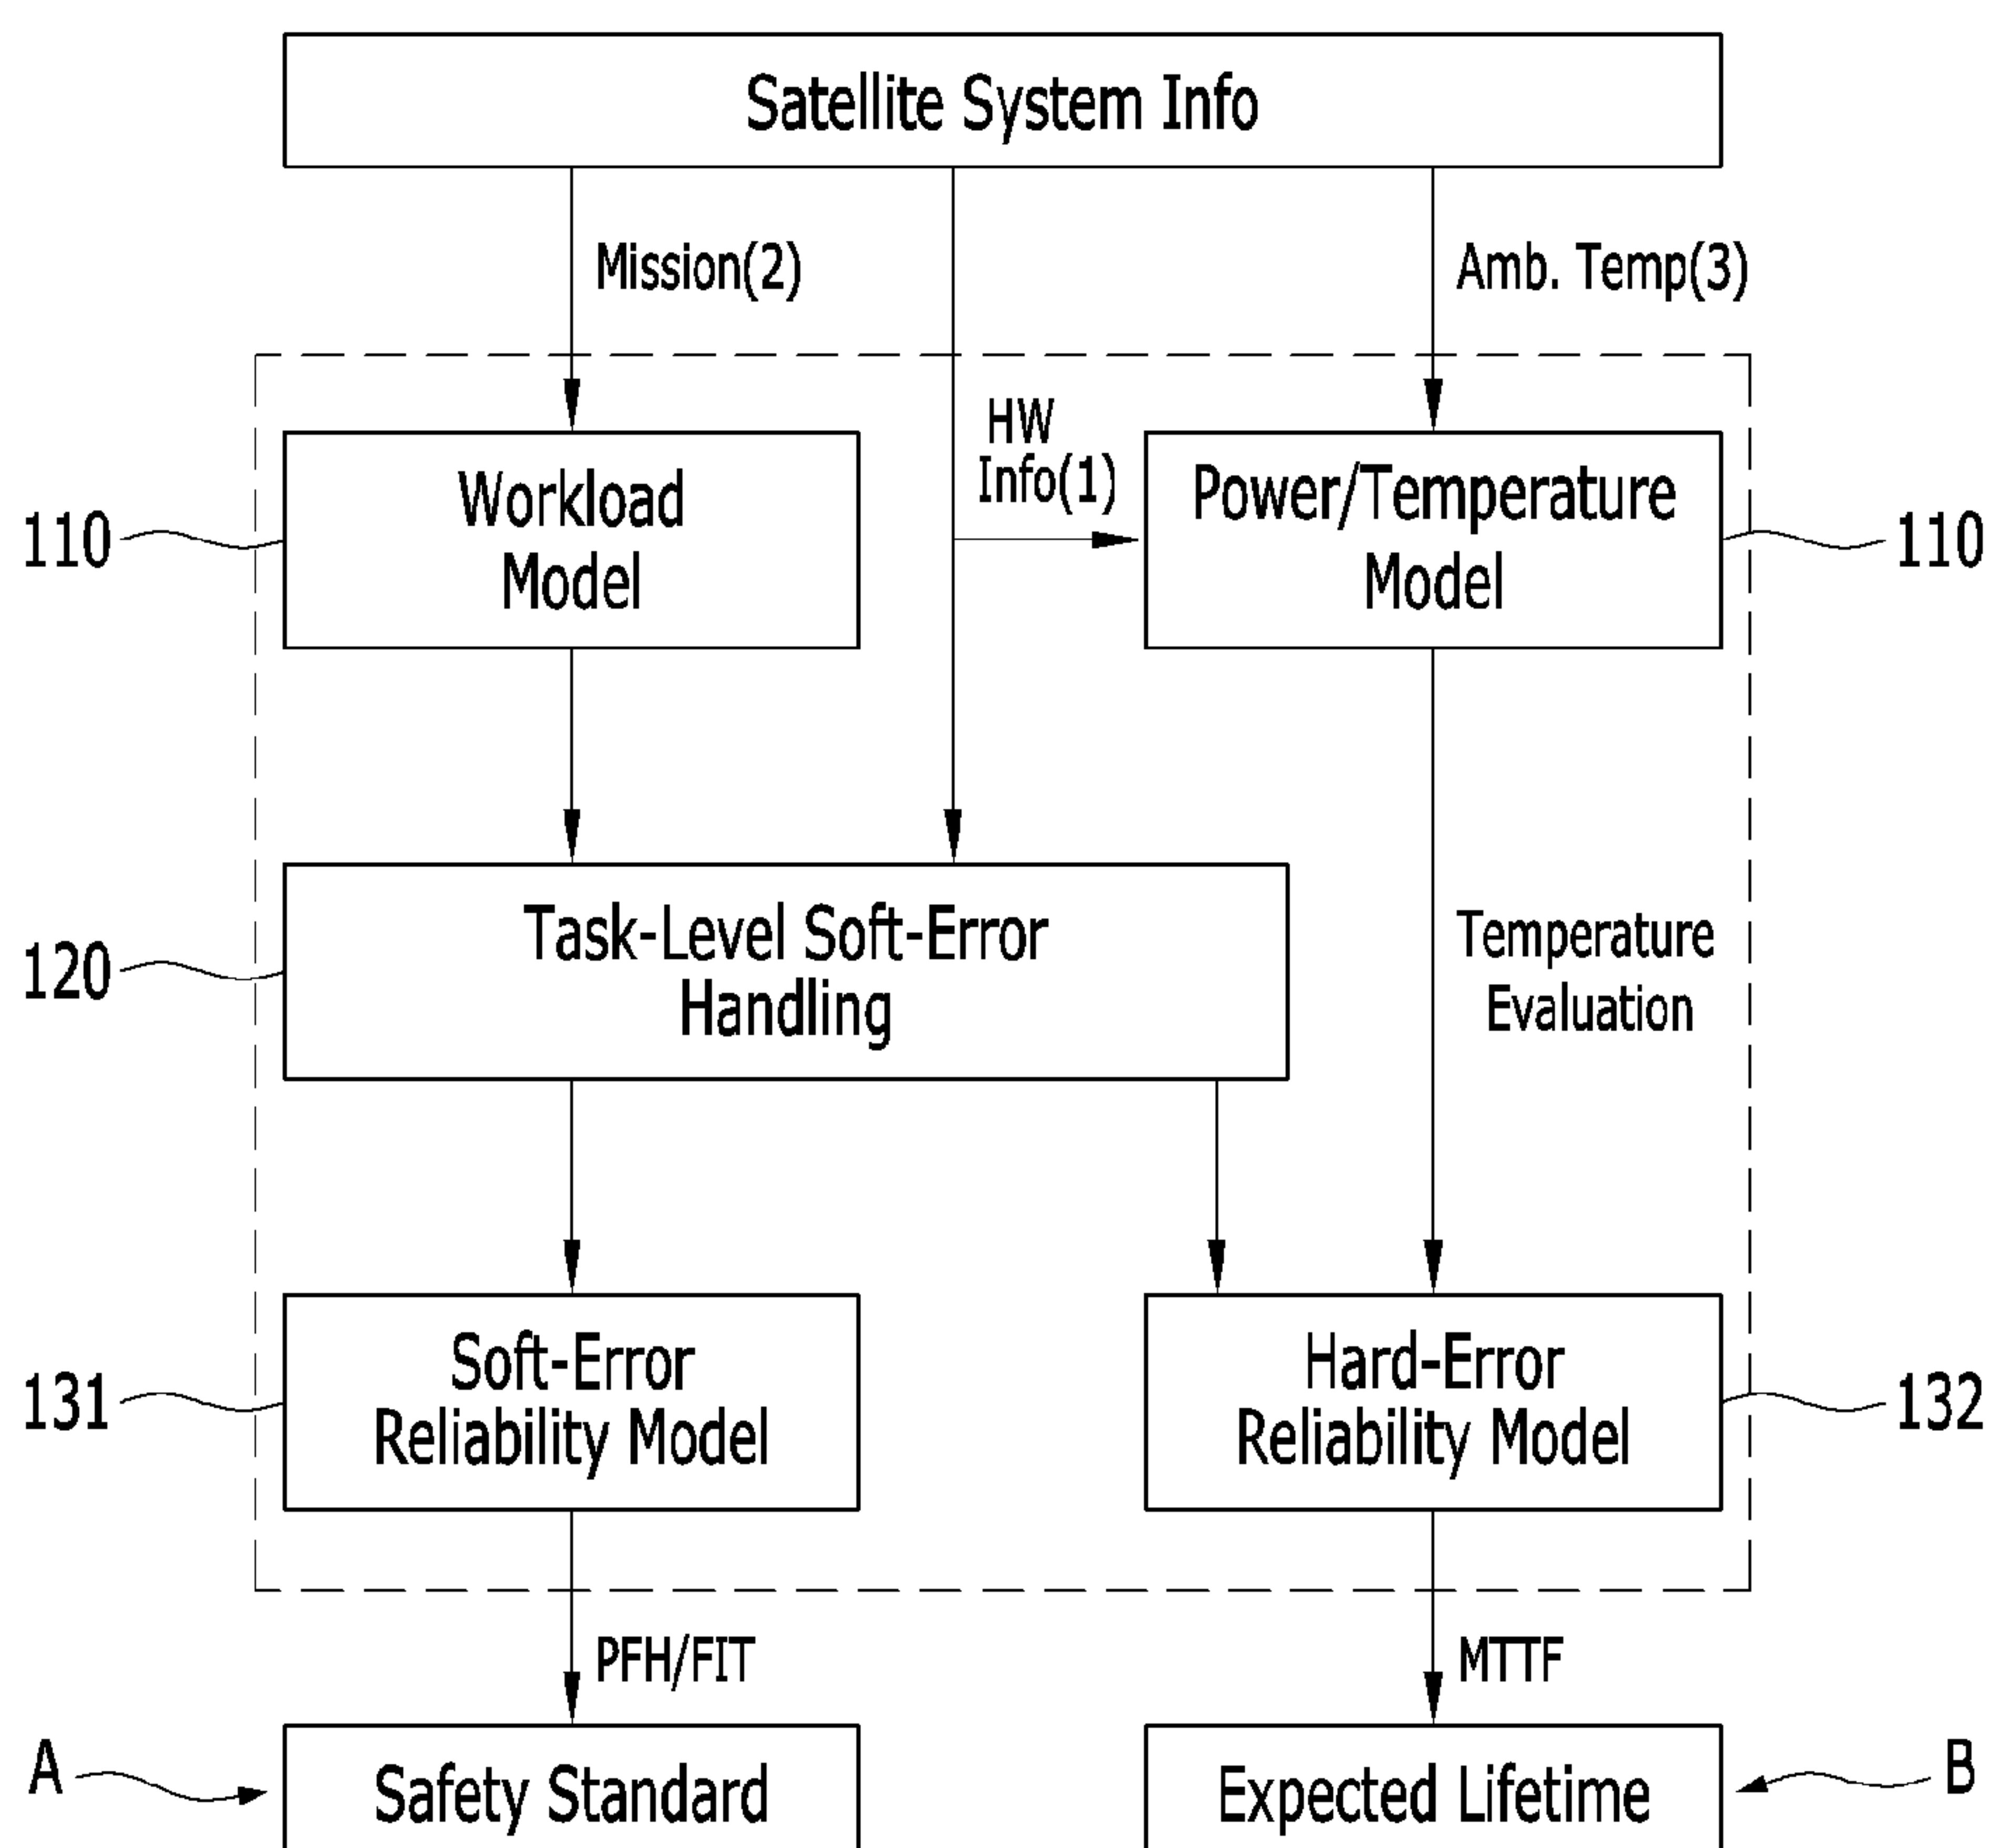 Satellite System Info
Mission(2)
Amb. Temp(3)
HW
Info(1)
Workload
Model
Power/Temperature
Model
110
110
Task-Level Soft-Error
Handling
120
Temperature
Evaluation
Soft-Error
Reliability Model
131
Hard-Error
Reliability Model
132
PFH/FIT
MTTF
A
Safety Standard
Expected Lifetime
B